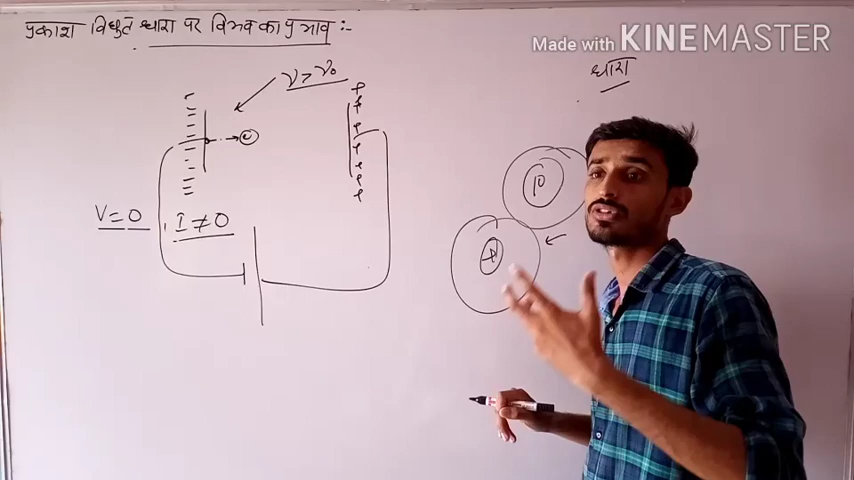 प्रकाश विधुत धारा पर विभव का प्रभाव :-
Made with KINEMASTER
धारा
ν > ν₀
e
V = 0, I ≠ 0